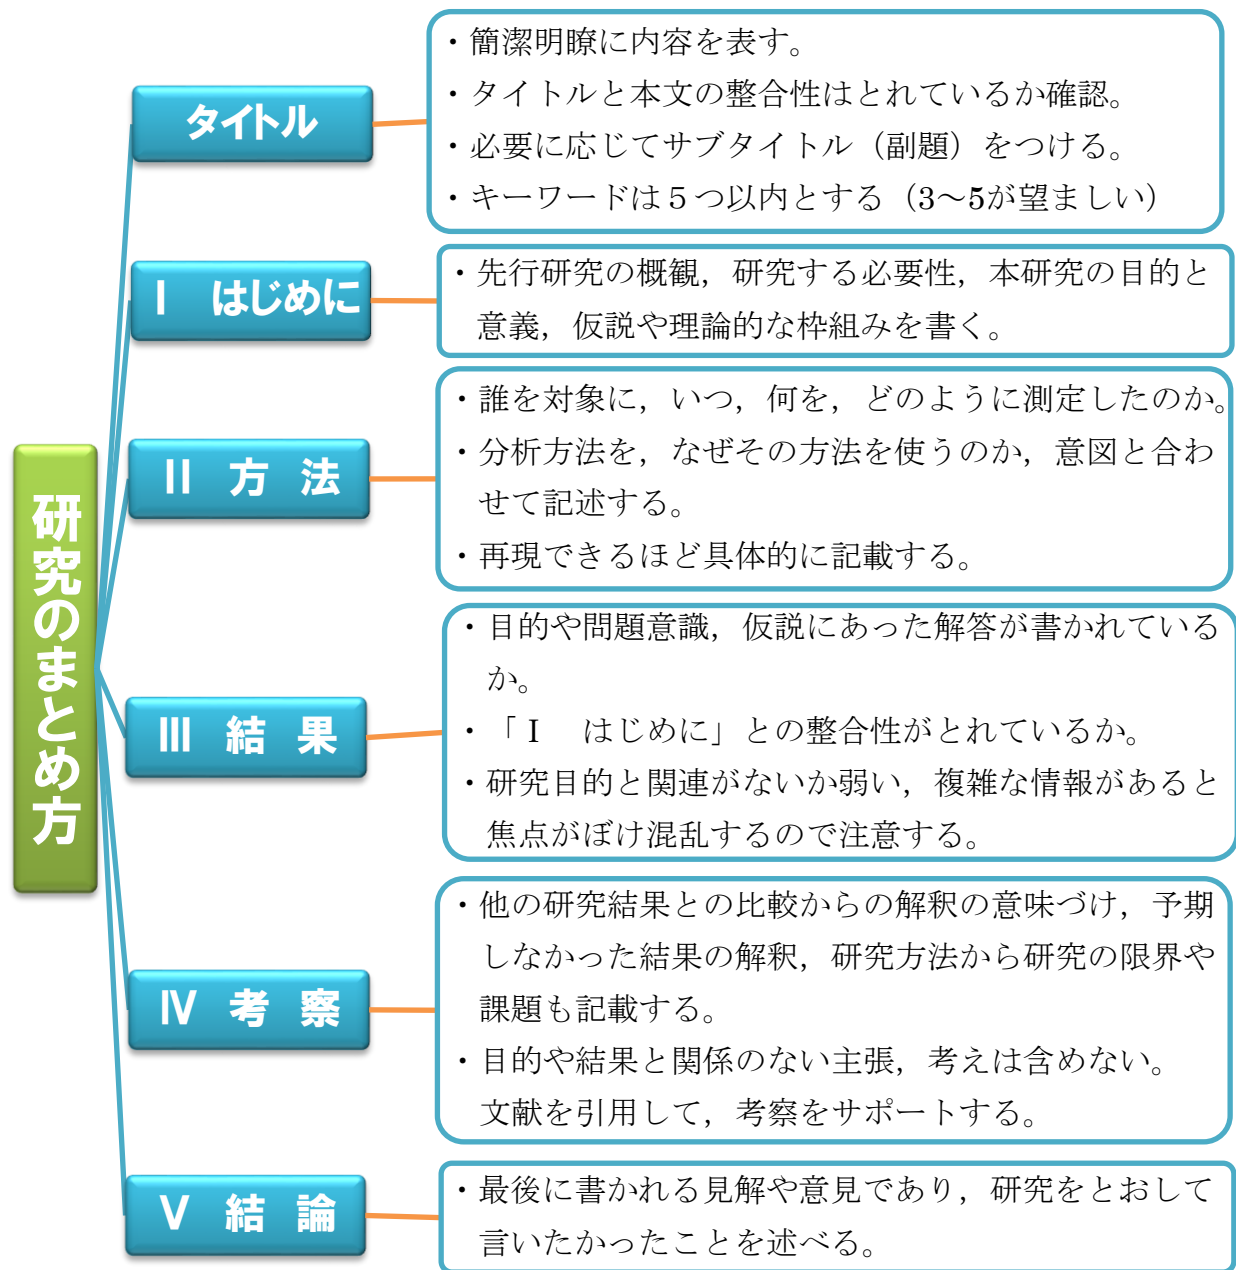 研究のまとめ方
タイトル
・簡潔明瞭に内容を表す。
・タイトルと本文の整合性はとれているか確認。
・必要に応じてサブタイトル（副題）をつける。
・キーワードは５つ以内とする（3～5が望ましい）
Ⅰ　はじめに
・先行研究の概観，研究する必要性，本研究の目的と
意義，仮説や理論的な枠組みを書く。
Ⅱ　方　法
・誰を対象に，いつ，何を，どのように測定したのか。
・分析方法を，なぜその方法を使うのか，意図と合わ
せて記述する。
・再現できるほど具体的に記載する。
Ⅲ　結　果
・目的や問題意識，仮説にあった解答が書かれている
か。
・「Ⅰ　はじめに」との整合性がとれているか。
・研究目的と関連がないか弱い，複雑な情報があると
焦点がぼけ混乱するので注意する。
Ⅳ　考　察
・他の研究結果との比較からの解釈の意味づけ，予期
しなかった結果の解釈，研究方法から研究の限界や
課題も記載する。
・目的や結果と関係のない主張，考えは含めない。
文献を引用して，考察をサポートする。
Ⅴ　結　論
・最後に書かれる見解や意見であり，研究をとおして
言いたかったことを述べる。